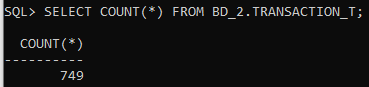 SQL> SELECT COUNT(*) FROM BD_2.TRANSACTION_T;
COUNT(*)
----------
749